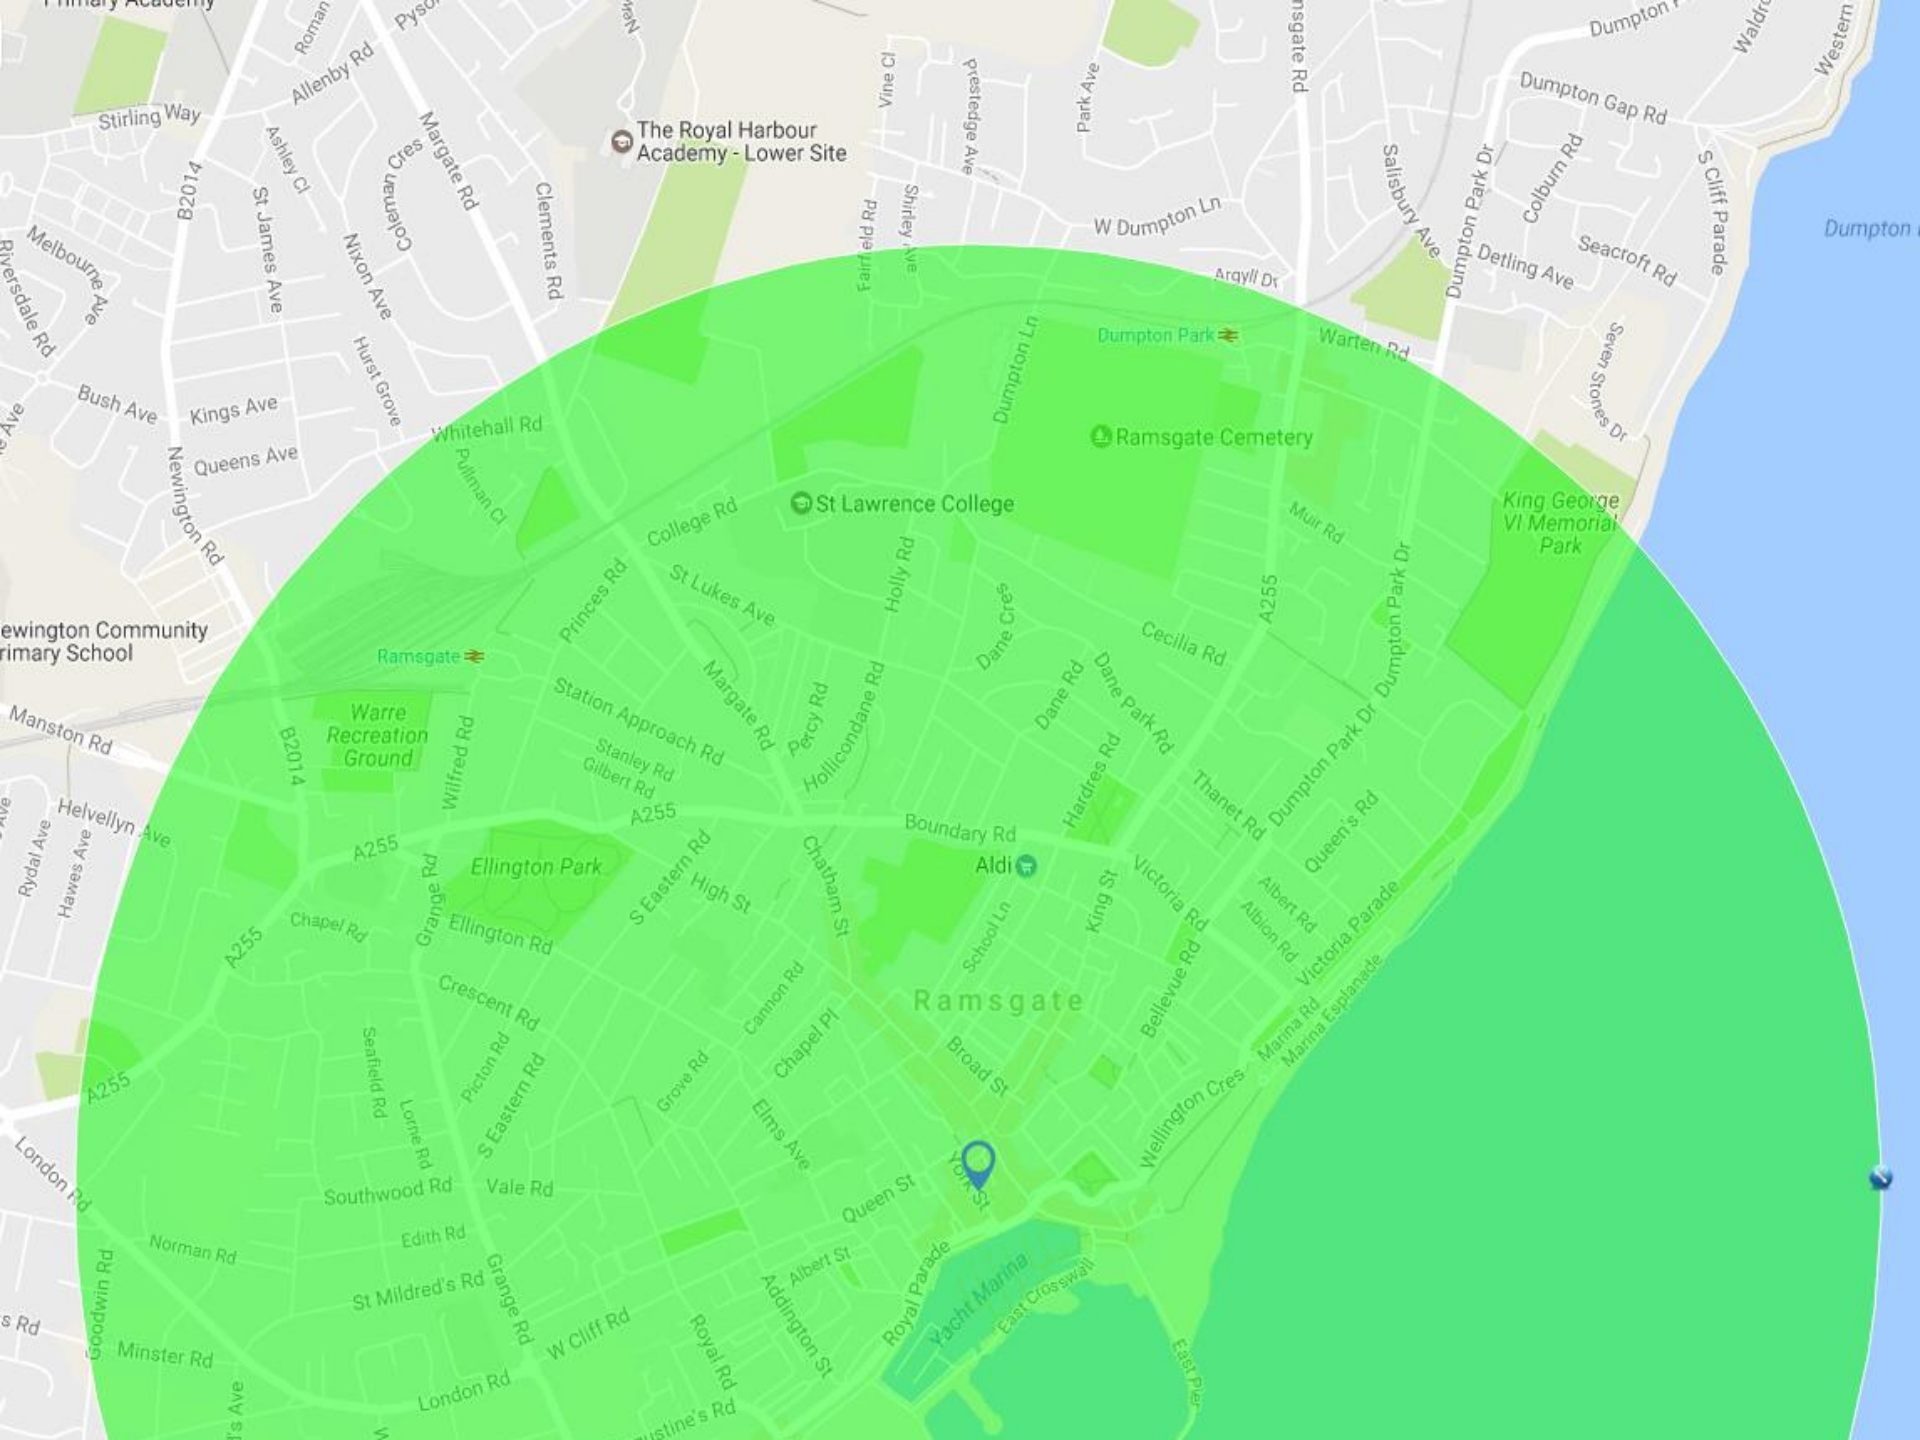 Primary Academy
Roman
Allenby Rd
Stirling Way
B2014
Ashley Cl
Coleman Cres
Margate Rd
St James Ave
Nixon Ave
Clements Rd
Melbourne Ave
Riversdale Rd
Hurst Grove
Bush Ave
Kings Ave
Queens Ave
Whitehall Rd
Pullman Cl
Newington Rd
The Royal Harbour
Academy - Lower Site
Vine Cl
Prestedge Ave
Park Ave
Fairfield Rd
Shirley Ave
W Dumpton Ln
Argyll Dr
Salisbury Ave
Dumpton Park Dr
Dumpton Gap Rd
Colburn Rd
Detling Ave
Seacroft Rd
S Cliff Parade
Western
Dumpton
Seven Stones Dr
Warten Rd
Dumpton Park
Dumpton Ln
Ramsgate Cemetery
St Lawrence College
College Rd
King George
VI Memorial
Park
Muir Rd
A255
Dumpton Park Dr
Holly Rd
Princes Rd
St Lukes Ave
Dane Cres
Cecilia Rd
ewington Community
rimary School
Ramsgate
Manston Rd
B2014
Warre
Recreation
Ground
Wilfred Rd
Station Approach Rd
Stanley Rd
Gilbert Rd
Margate Rd
Percy Rd
Hollicondane Rd
Dane Rd
Dane Park Rd
Hardres Rd
Thanet Rd
Dumpton Park Dr
Queen's Rd
Helvellyn Ave
Rydal Ave
Hawes Ave
A255
A255
Boundary Rd
Aldi
Ellington Park
Grange Rd
S Eastern Rd
High St
Chatham St
School Ln
King St
Victoria Rd
Albert Rd
Albion Rd
Victoria Parade
Chapel Rd
Ellington Rd
A255
Crescent Rd
Cannon Rd
Ramsgate
Bellevue Rd
Marina Rd
Marina Esplanade
Seafield Rd
Picton Rd
S Eastern Rd
Chapel Pl
Broad St
Grove Rd
A255
Lorne Rd
Elms Ave
Wellington Cres
London Rd
Southwood Rd
Vale Rd
Queen St
York St
Norman Rd
Edith Rd
Goodwin Rd
St Mildred's Rd
Grange Rd
Albert St
Addington St
Royal Parade
Yacht Marina
East Crosswall
s Rd
Minster Rd
W Cliff Rd
Royal Rd
East Pier
London Rd
ustine's Rd